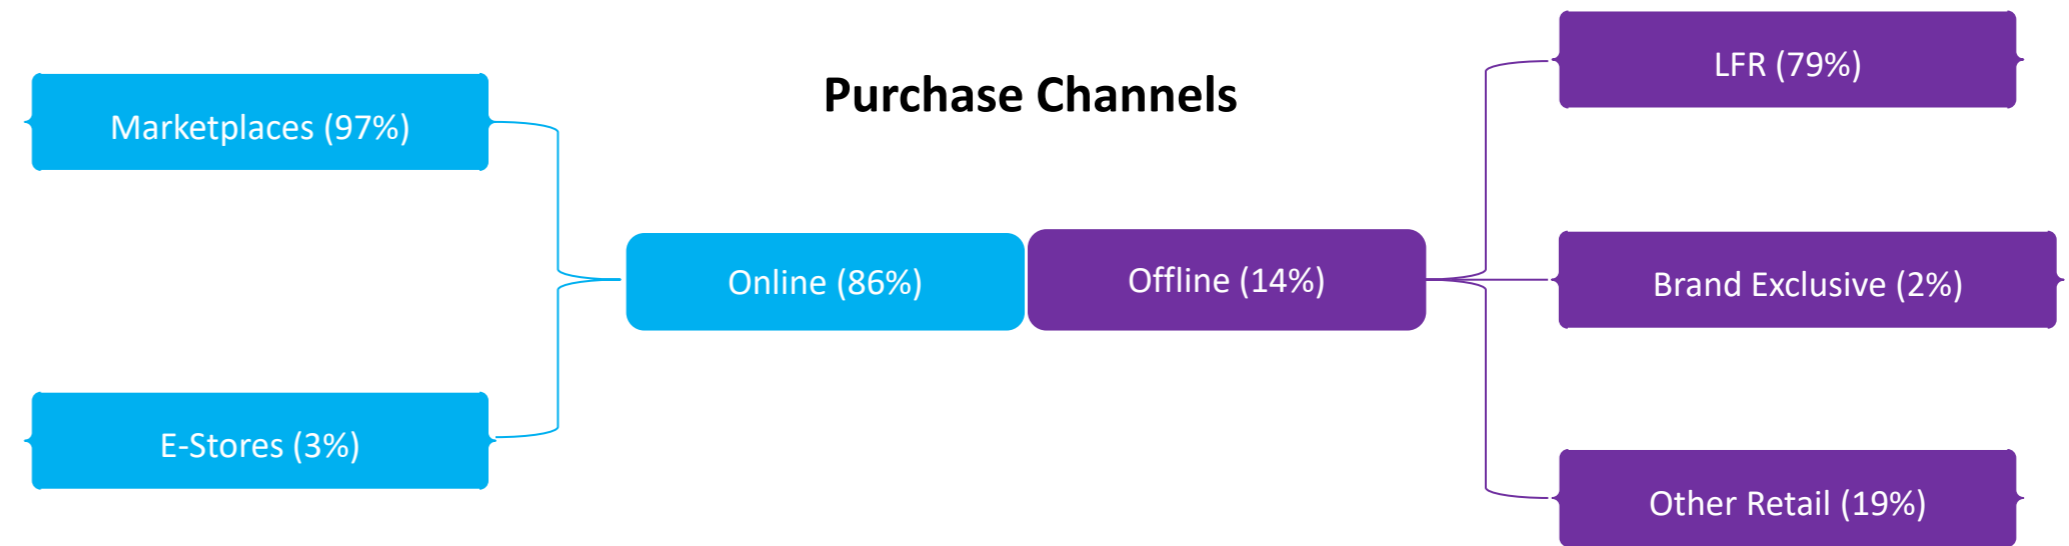 Purchase Channels
Marketplaces (97%)
E-Stores (3%)
Online (86%)
Offline (14%)
LFR (79%)
Brand Exclusive (2%)
Other Retail (19%)